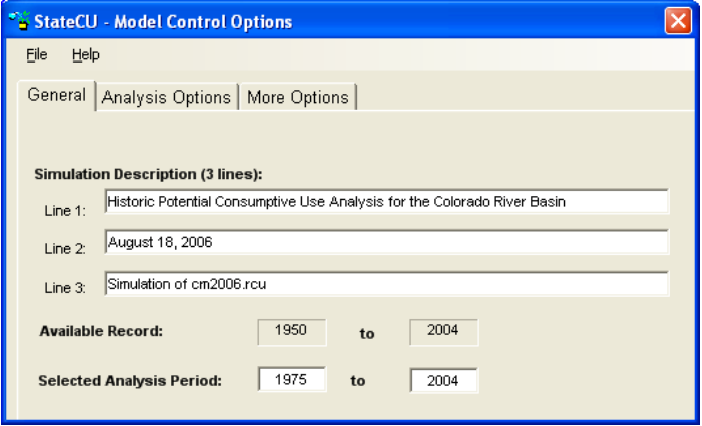 StateCU - Model Control Options
File Help
General Analysis Options More Options
Simulation Description (3 lines):
Line 1: Historic Potential Consumptive Use Analysis for the Colorado River Basin
Line 2: August 18, 2006
Line 3: Simulation of cm2006.rcu
Available Record: 1950 to 2004
Selected Analysis Period: 1975 to 2004